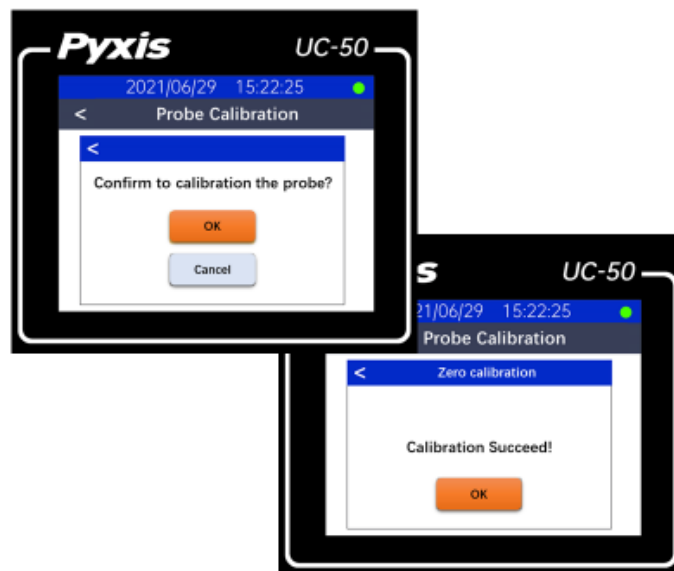 Pyxis UC-50
2021/06/29 15:22:25
< Probe Calibration
<
Confirm to calibration the probe?
OK
Cancel
s UC-50
21/06/29 15:22:25
Probe Calibration
< Zero calibration
Calibration Succeed!
OK